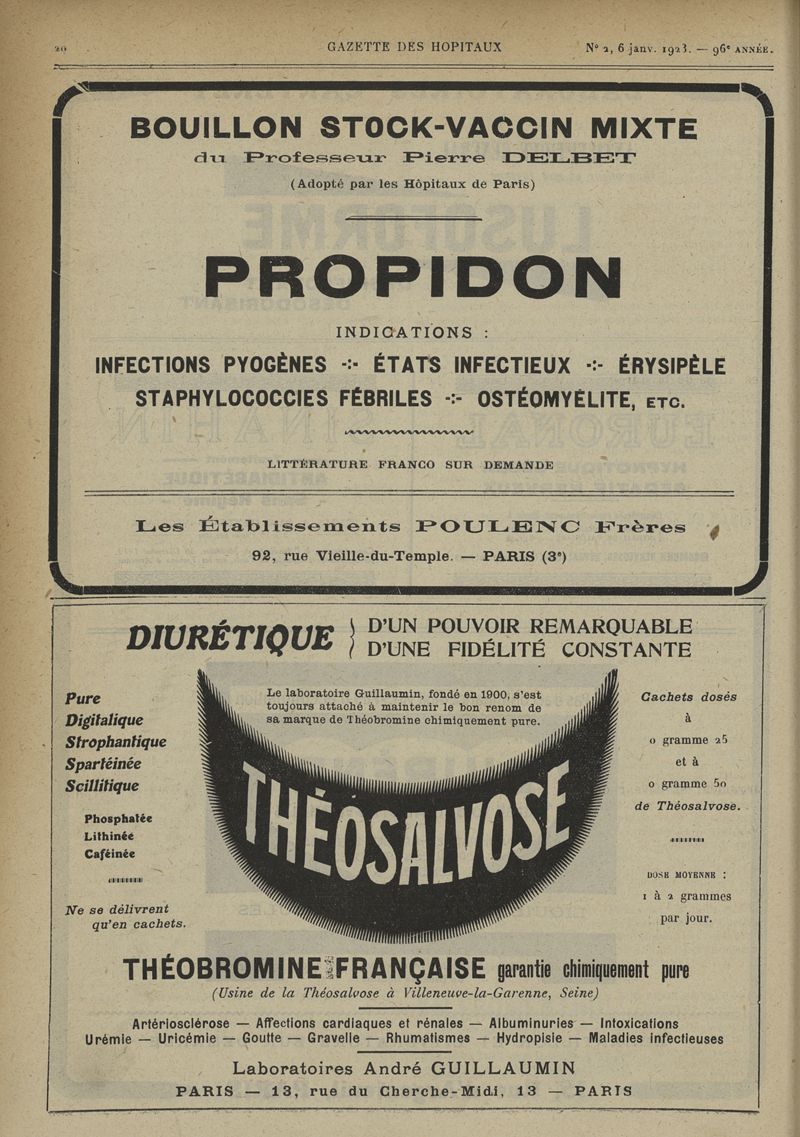 20
GAZETTE DES HOPITAUX
N° 2, 6 janv. 1923. — 96e ANNÉE.
BOUILLON STOCK-VACCIN MIXTE
du Professeur Pierre DELBET
(Adopté par les Hôpitaux de Paris)
PROPIDON
INDICATIONS :
INFECTIONS PYOGÈNES -:- ÉTATS INFECTIEUX -:- ÉRYSIPÈLE
STAPHYLOCOCCIES FÉBRILES -:- OSTÉOMYÉLITE, ETC.
LITTÉRATURE FRANCO SUR DEMANDE
Les Établissements POULENC Frères
92, rue Vieille-du-Temple. — PARIS (3e)
DIURÉTIQUE
D'UN POUVOIR REMARQUABLE
D'UNE FIDÉLITÉ CONSTANTE
Le laboratoire Guillaumin, fondé en 1900, s'est
toujours attaché à maintenir le bon renom de
sa marque de Théobromine chimiquement pure.
Pure
Digitalique
Strophantique
Spartéinée
Scillitique
Phosphatée
Lithinée
Caféinée
Ne se délivrent
qu'en cachets.
THÉOSALVOSE
Cachets dosés
à
0 gramme 25
et à
0 gramme 50
de Théosalvose.
DOSE MOYENNE :
1 à 2 grammes
par jour.
THÉOBROMINE FRANÇAISE garantie chimiquement pure
(Usine de la Théosalvose à Villeneuve-la-Garenne, Seine)
Artériosclérose — Affections cardiaques et rénales — Albuminuries — Intoxications
Urémie — Uricémie — Goutte — Gravelle — Rhumatismes — Hydropisie — Maladies infectieuses
Laboratoires André GUILLAUMIN
PARIS — 13, rue du Cherche-Midi, 13 — PARIS